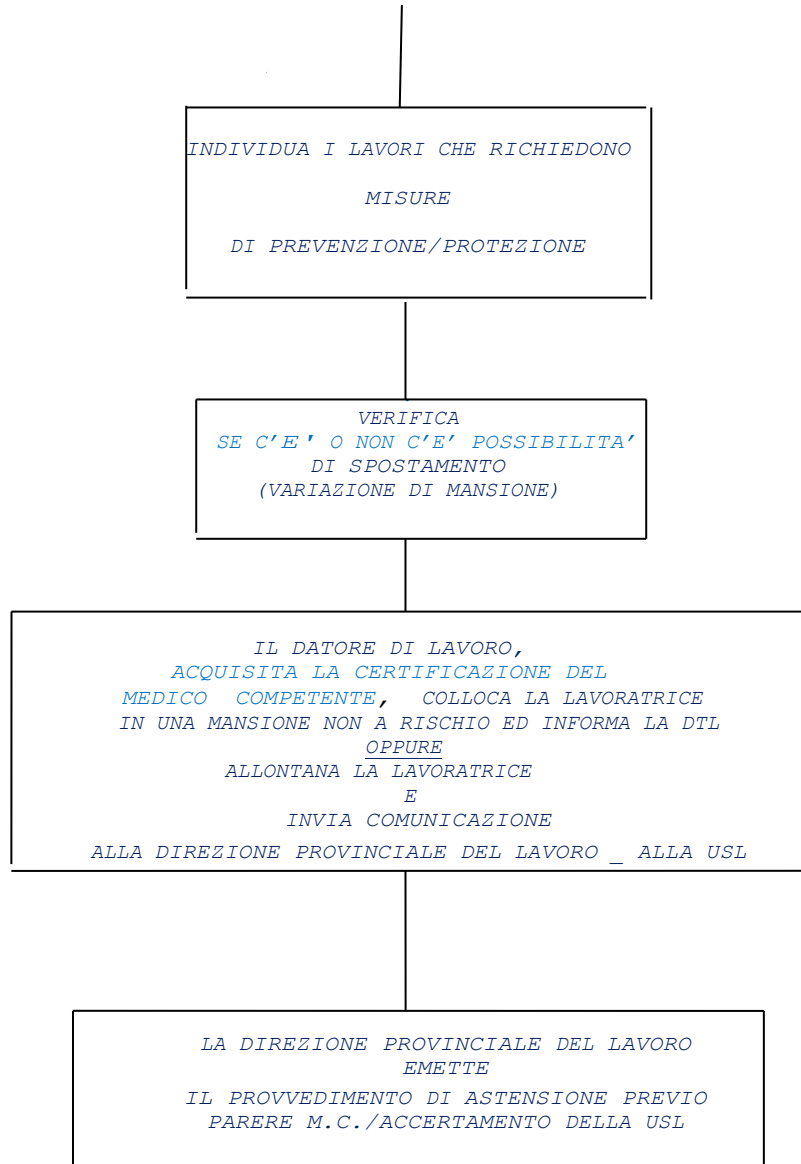 INDIVIDUA I LAVORI CHE RICHIEDONO
MISURE
DI PREVENZIONE/PROTEZIONE
VERIFICA
SE C'E' O NON C'E' POSSIBILITA'
DI SPOSTAMENTO
(VARIAZIONE DI MANSIONE)
IL DATORE DI LAVORO,
ACQUISITA LA CERTIFICAZIONE DEL
MEDICO COMPETENTE, COLLOCA LA LAVORATRICE
IN UNA MANSIONE NON A RISCHIO ED INFORMA LA DTL
OPPURE
ALLONTANA LA LAVORATRICE
E
INVIA COMUNICAZIONE
ALLA DIREZIONE PROVINCIALE DEL LAVORO _ ALLA USL
LA DIREZIONE PROVINCIALE DEL LAVORO
EMETTE
IL PROVVEDIMENTO DI ASTENSIONE PREVIO
PARERE M.C./ACCERTAMENTO DELLA USL